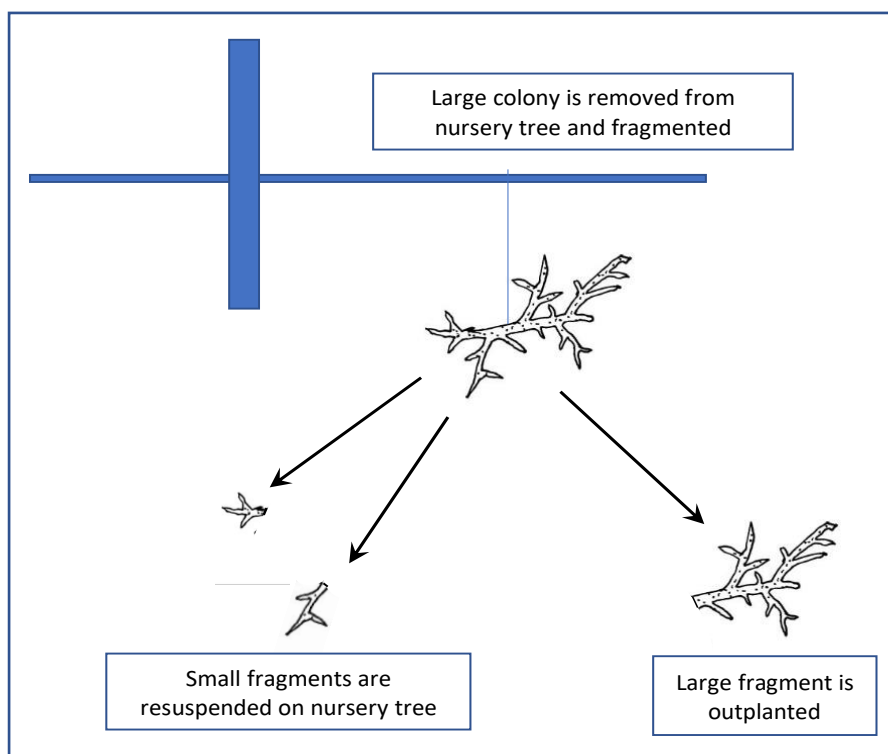 Large colony is removed from
nursery tree and fragmented
Small fragments are
resuspended on nursery tree
Large fragment is
outplanted